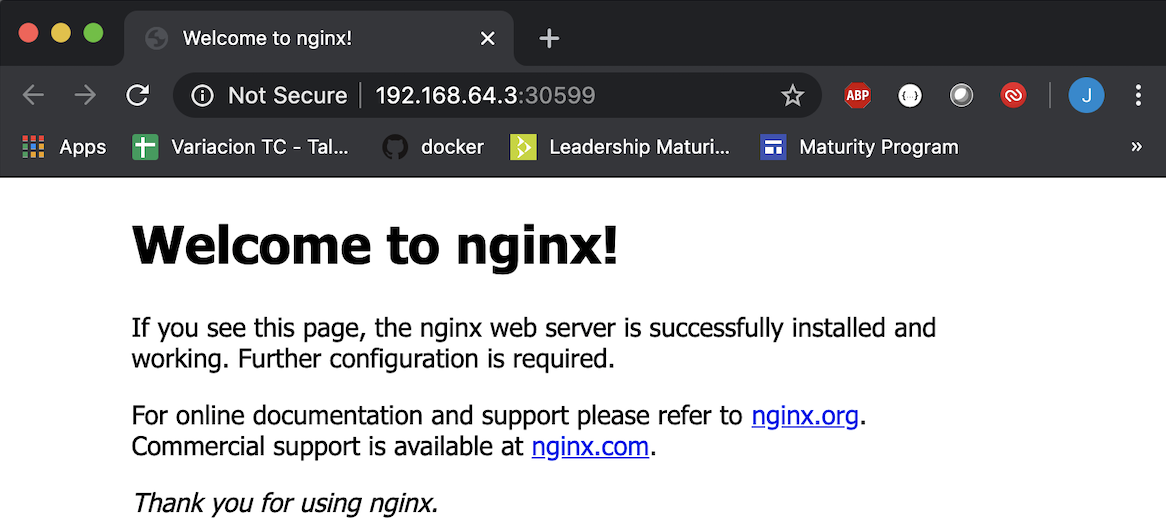 Welcome to nginx!
Not Secure 192.168.64.3:30599
ABP
{··}
J
Apps
Variacion TC - Tal...
docker
Leadership Maturi...
Maturity Program
»
Welcome to nginx!
If you see this page, the nginx web server is successfully installed and
working. Further configuration is required.
For online documentation and support please refer to nginx.org.
Commercial support is available at nginx.com.
Thank you for using nginx.